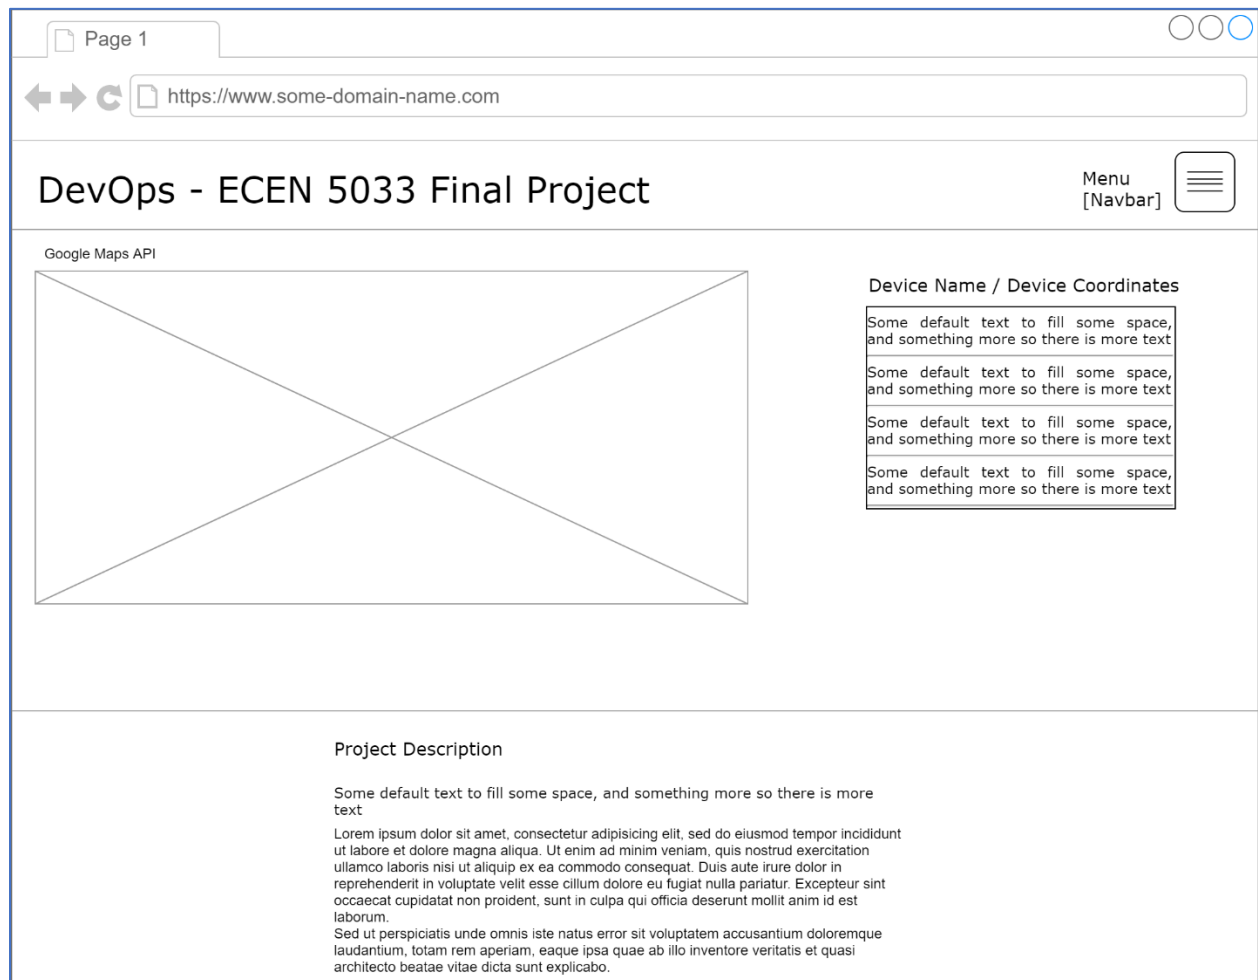 Page 1
https://www.some-domain-name.com
DevOps - ECEN 5033 Final Project
Menu
[Navbar]
Google Maps API
Device Name / Device Coordinates
Some default text to fill some space,
and something more so there is more text
Some default text to fill some space,
and something more so there is more text
Some default text to fill some space,
and something more so there is more text
Some default text to fill some space,
and something more so there is more text
Project Description
Some default text to fill some space, and something more so there is more
text
Lorem ipsum dolor sit amet, consectetur adipisicing elit, sed do eiusmod tempor incididunt
ut labore et dolore magna aliqua. Ut enim ad minim veniam, quis nostrud exercitation
ullamco laboris nisi ut aliquip ex ea commodo consequat. Duis aute irure dolor in
reprehenderit in voluptate velit esse cillum dolore eu fugiat nulla pariatur. Excepteur sint
occaecat cupidatat non proident, sunt in culpa qui officia deserunt mollit anim id est
laborum.
Sed ut perspiciatis unde omnis iste natus error sit voluptatem accusantium doloremque
laudantium, totam rem aperiam, eaque ipsa quae ab illo inventore veritatis et quasi
architecto beatae vitae dicta sunt explicabo.